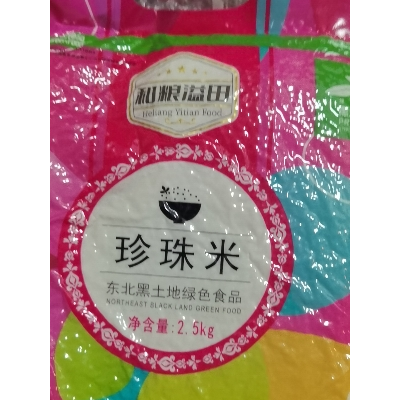 和粮溢田
Heliang Yitian Food
珍珠米
东北黑土地绿色食品
NORTHEAST BLACK LAND GREEN FOOD
净含量:2.5kg